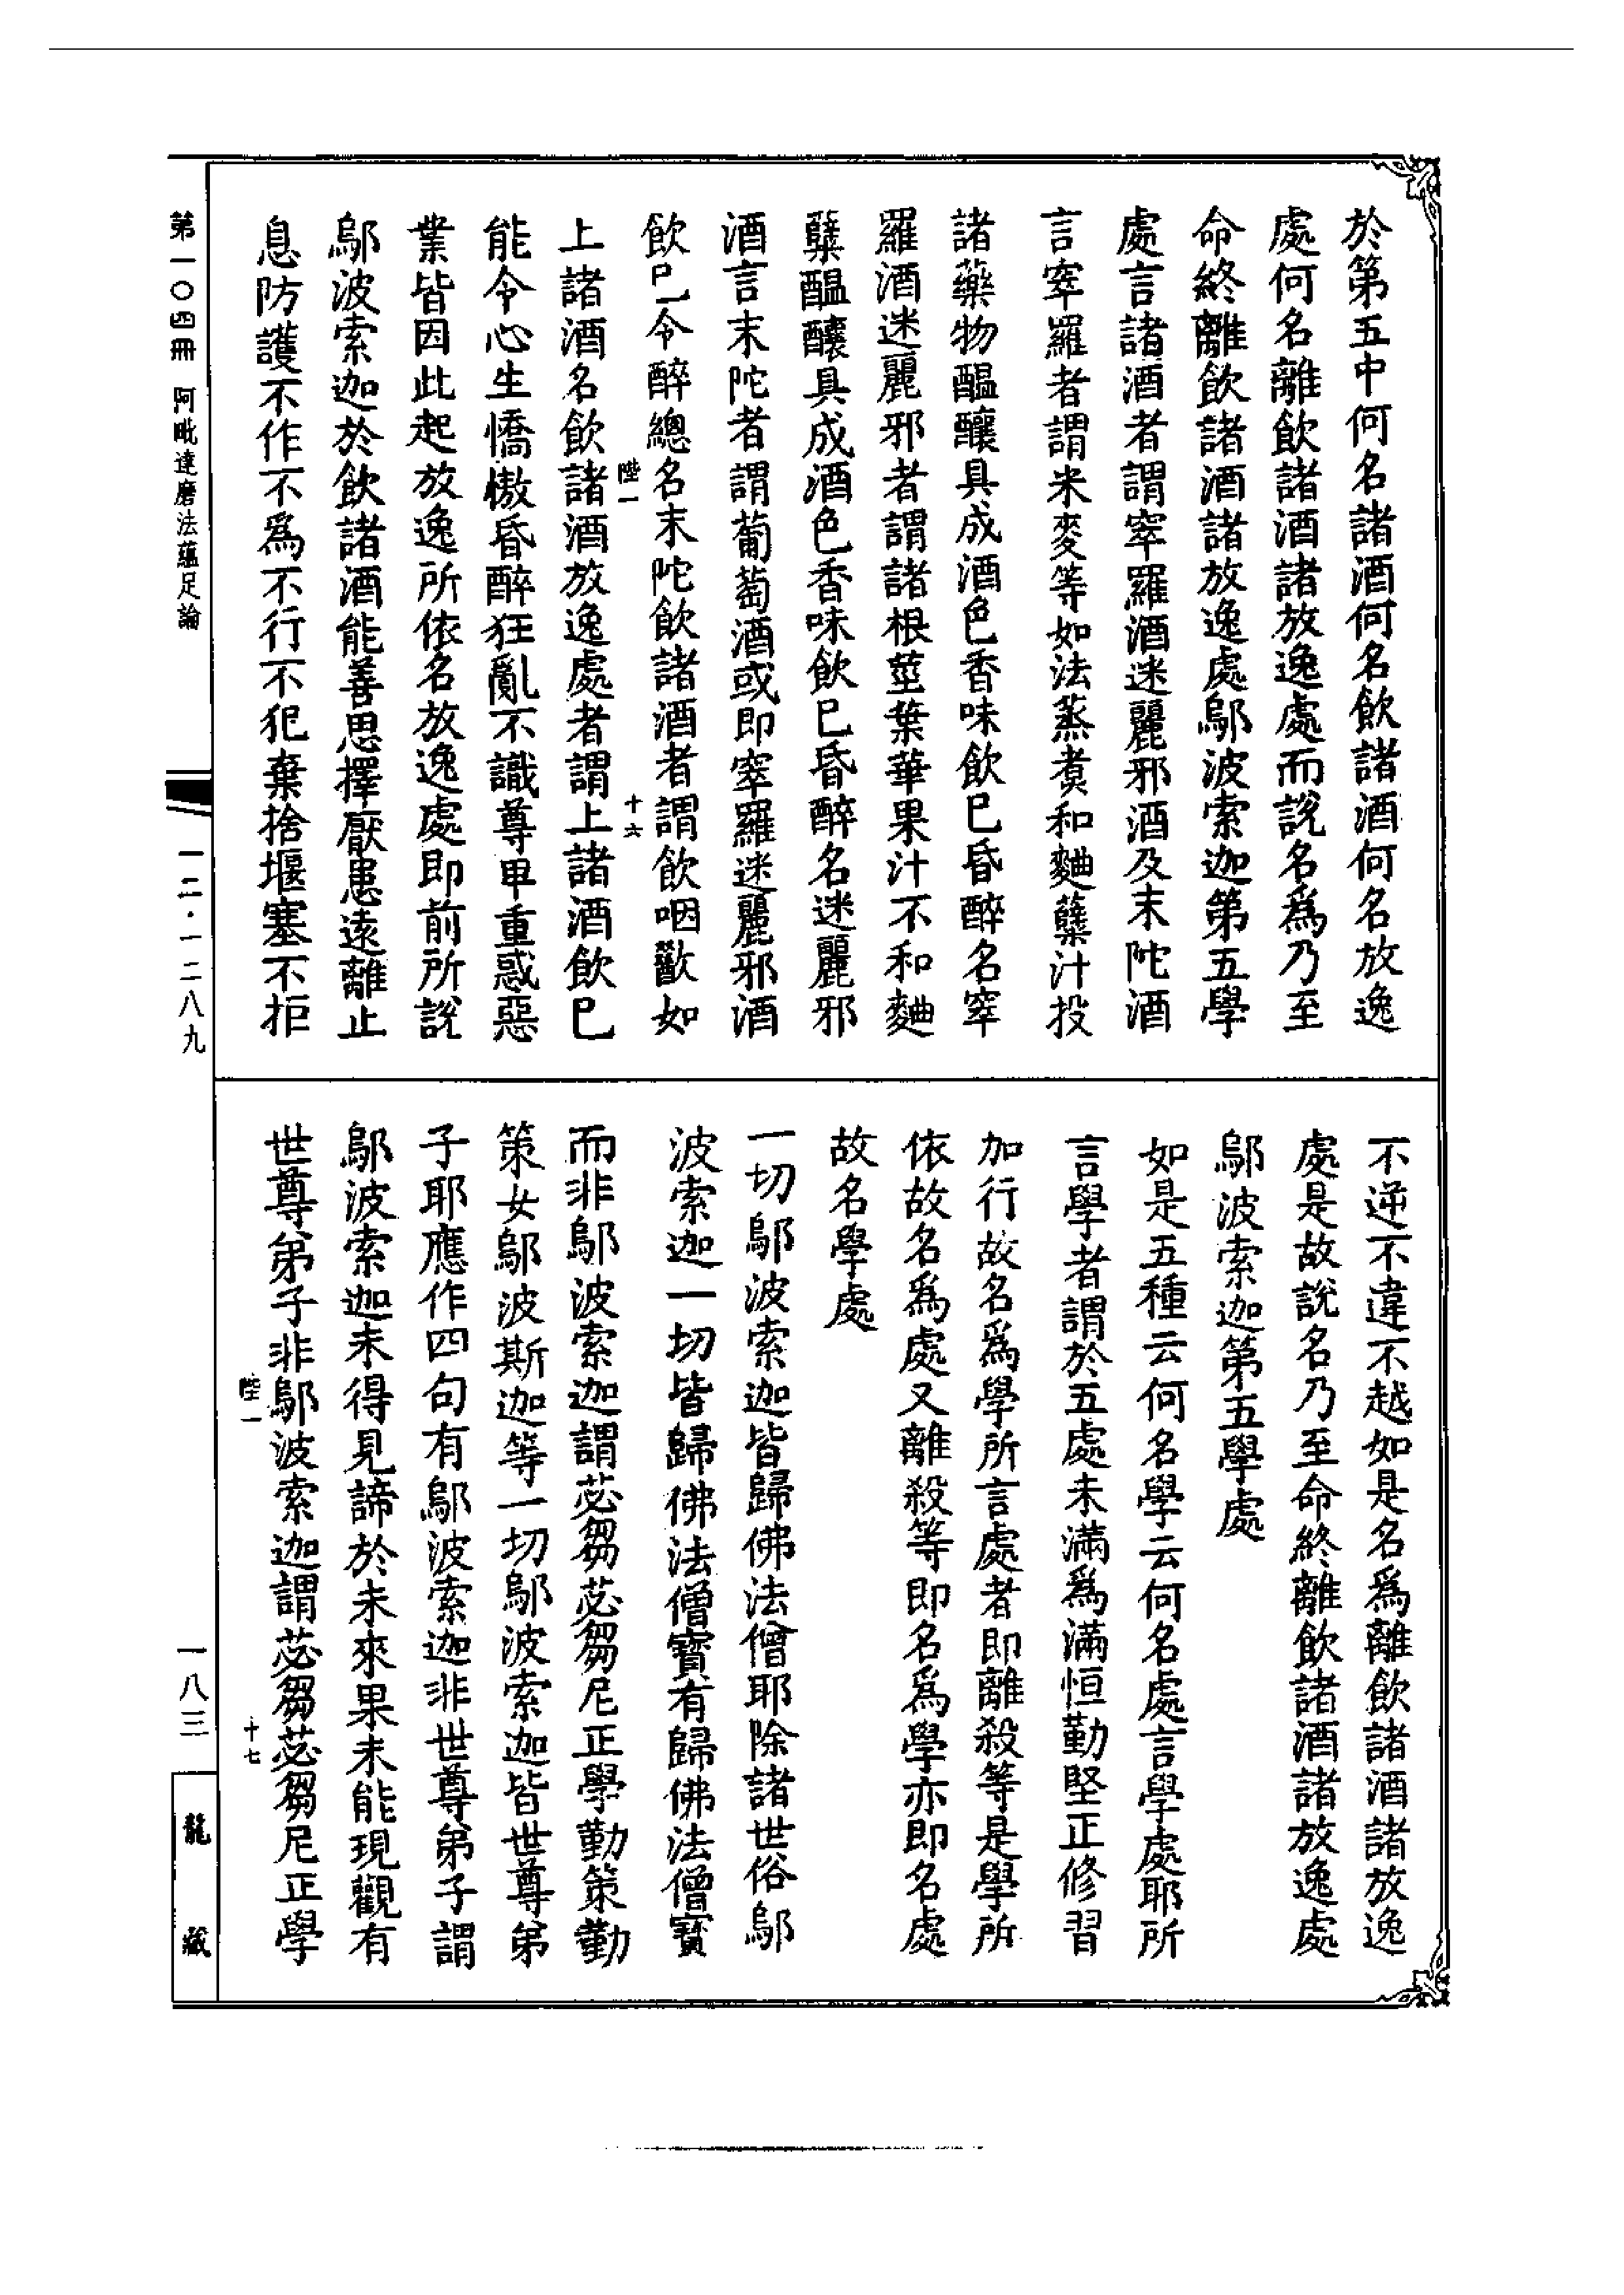 於第五中何名諸酒何名飲諸酒何名放逸
處何名離飲諸酒諸放逸處而說名為乃至
命終離飲諸酒諸放逸處鄔波索迦第五學
處言諸酒者謂窣羅酒迷麗邪酒及末陀酒
言窣羅者謂米麥等如法蒸煑和麯糵汁投
諸藥物醞釀具成酒色香味飲已昏醉名窣
羅酒迷麗邪者謂諸根莖葉華果汁不和麯
糵醞釀具成酒色香味飲已昏醉名迷麗邪
酒言末陀者謂葡萄酒或即窣羅迷麗邪酒
飲已令醉總名末陀飲諸酒者謂飲咽歠如
陛一
十六
上諸酒名飲諸酒放逸處者謂上諸酒飲已
能令心生憍慠昏醉狂亂不識尊卑重惑惡
業皆因此起放逸所依名放逸處即前所說
鄔波索迦於飲諸酒能善思擇厭患遠離止
息防護不作不為不行不犯棄捨堰塞不拒
不逆不違不越如是名為離飲諸酒諸放逸
處是故說名乃至命終離飲諸酒諸放逸處
鄔波索迦第五學處
如是五種云何名學云何名處言學處耶所
言學者謂於五處未滿為滿恒勤堅正修習
加行故名為學所言處者即離殺等是學所
依故名為處又離殺等即名為學亦即名處
故名學處
一切鄔波索迦皆歸佛法僧耶除諸世俗鄔
波索迦一切皆歸佛法僧寶有歸佛法僧寶
而非鄔波索迦謂苾芻苾芻尼正學勤策勤
策女鄔波斯迦等一切鄔波索迦皆世尊弟
子耶應作四句有鄔波索迦非世尊弟子謂
鄔波索迦未得見諦於未來果未能現觀有
世尊弟子非鄔波索迦謂苾芻苾芻尼正學
陛一
十七
第一〇四冊 阿毗達磨法蘊足論
一二·一二八九
一八三
龍藏